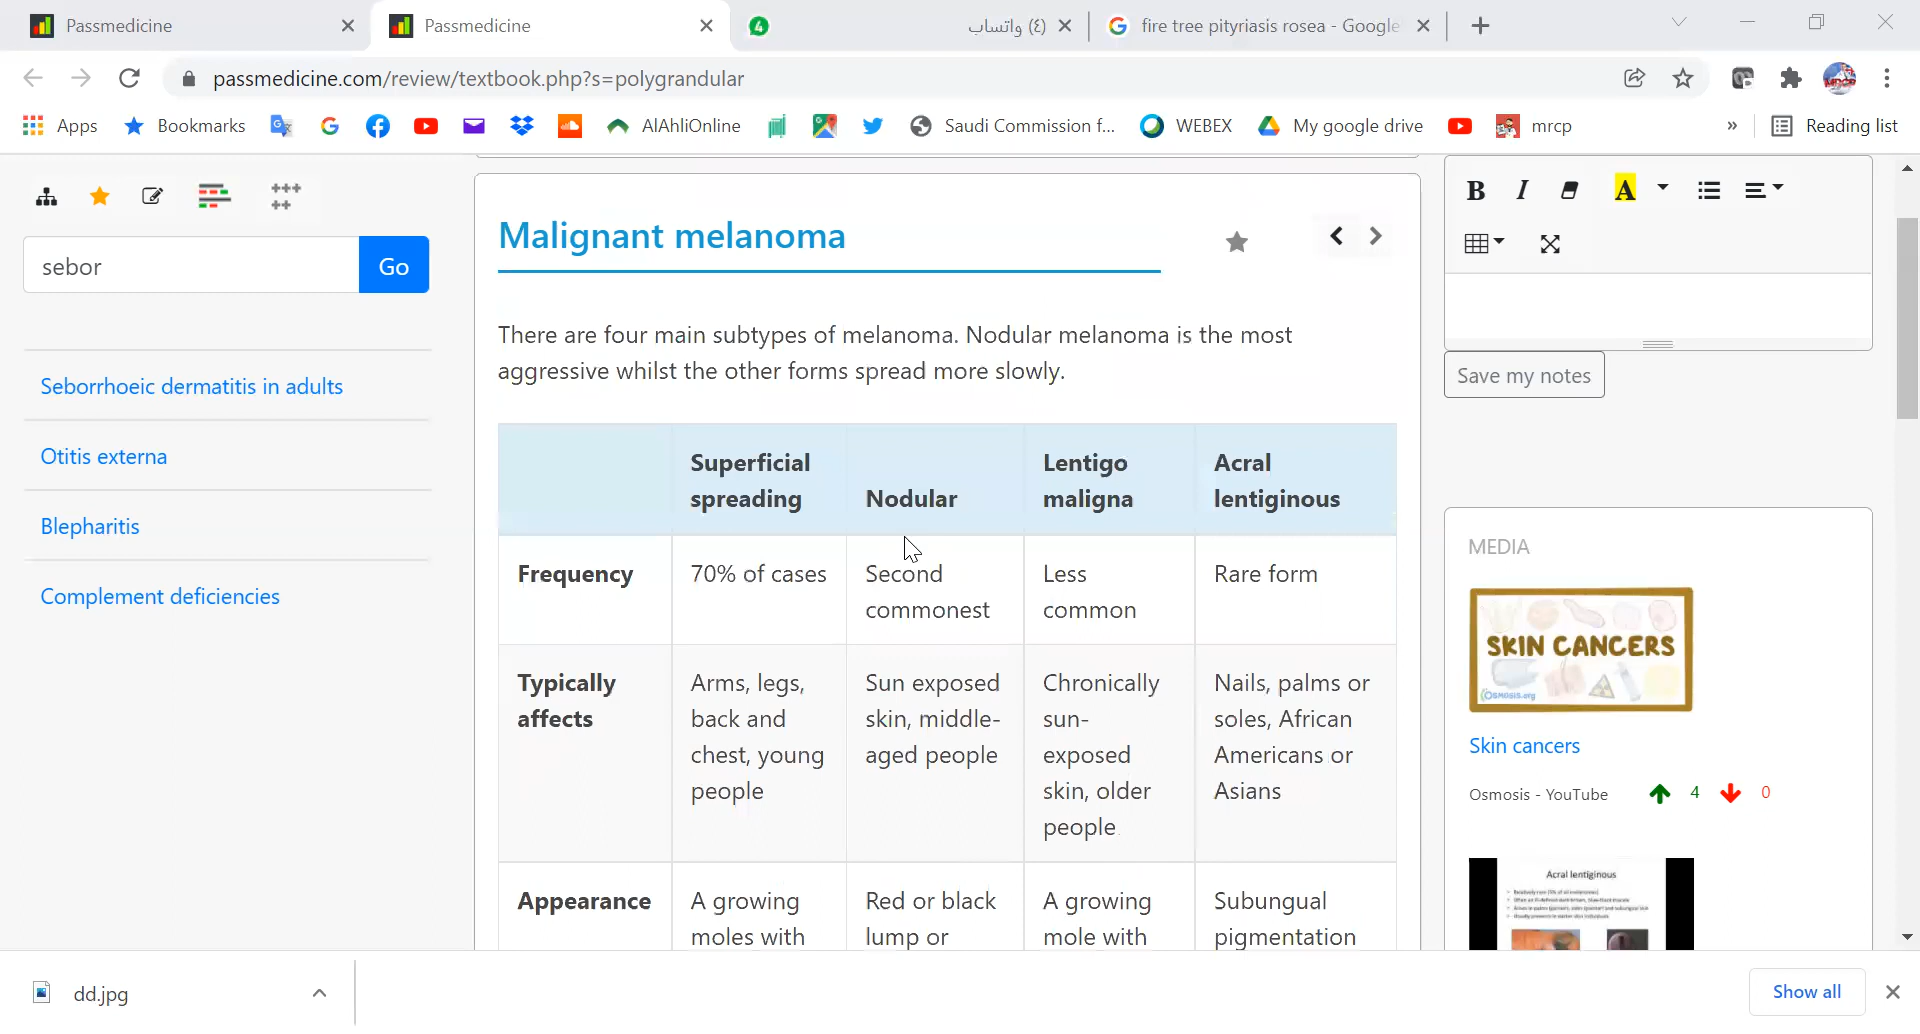 Passmedicine
Passmedicine
(٤) واتساب
fire tree pityriasis rosea - Google
passmedicine.com/review/textbook.php?s=polygrandular
Apps
Bookmarks
AlAhliOnline
Saudi Commission f...
WEBEX
My google drive
mrcp
»
Reading list
sebor
Go
Seborrhoeic dermatitis in adults
Otitis externa
Blepharitis
Complement deficiencies
Malignant melanoma
There are four main subtypes of melanoma. Nodular melanoma is the most
aggressive whilst the other forms spread more slowly.
Superficial spreading
Nodular
Lentigo maligna
Acral lentiginous
Frequency
70% of cases
Second commonest
Less common
Rare form
Typically affects
Arms, legs, back and chest, young people
Sun exposed skin, middle-aged people
Chronically sun-exposed skin, older people
Nails, palms or soles, African Americans or Asians
Appearance
A growing moles with
Red or black lump or
A growing mole with
Subungual pigmentation
B I A
Save my notes
MEDIA
SKIN CANCERS
OSMOSIS.org
Skin cancers
Osmosis - YouTube 4 0
Acral lentiginous
dd.jpg
Show all